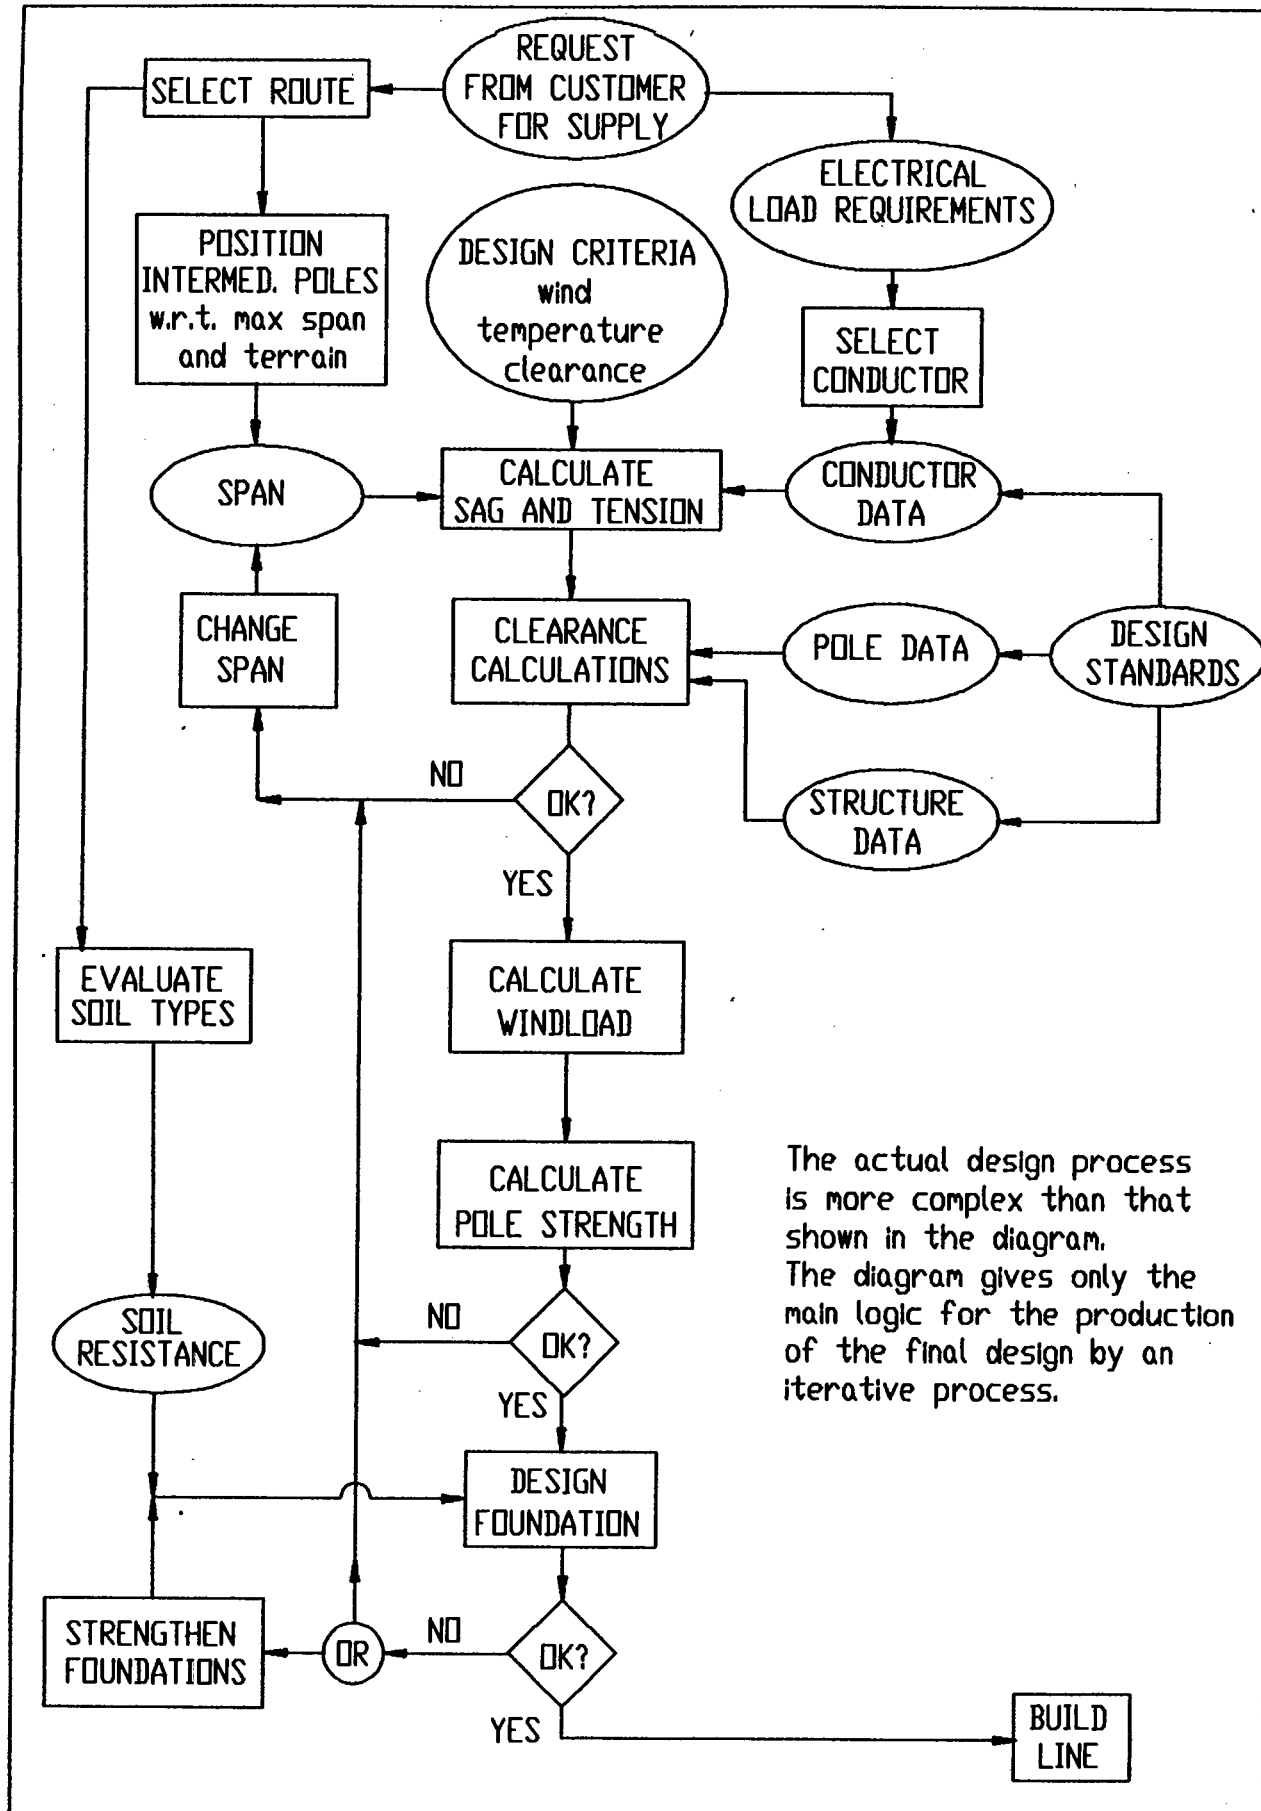 REQUEST
FROM CUSTOMER
FOR SUPPLY
SELECT ROUTE
ELECTRICAL
LOAD REQUIREMENTS
POSITION
INTERMED. POLES
w.r.t. max span
and terrain
DESIGN CRITERIA
wind
temperature
clearance
SELECT
CONDUCTOR
SPAN
CALCULATE
SAG AND TENSION
CONDUCTOR
DATA
CHANGE
SPAN
CLEARANCE
CALCULATIONS
POLE DATA
DESIGN
STANDARDS
NO
OK?
STRUCTURE
DATA
YES
EVALUATE
SOIL TYPES
CALCULATE
WINDLOAD
CALCULATE
POLE STRENGTH
The actual design process
is more complex than that
shown in the diagram.
The diagram gives only the
main logic for the production
of the final design by an
iterative process.
SOIL
RESISTANCE
NO
OK?
YES
DESIGN
FOUNDATION
STRENGTHEN
FOUNDATIONS
OR
NO
OK?
YES
BUILD
LINE